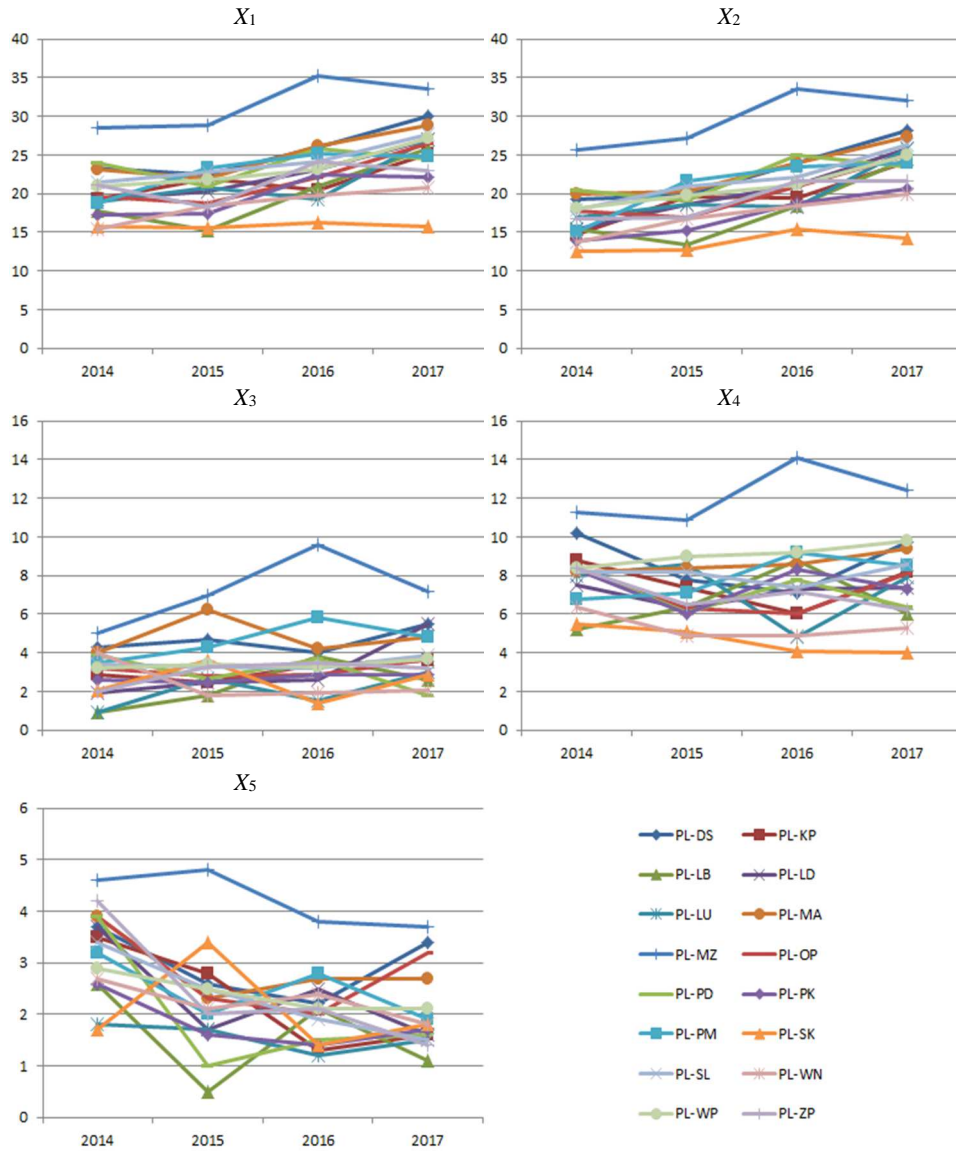 X1 X2
40 40
35 35
30 30
25 25
20 20
15 15
10 10
5 5
0 0
2014 2015 2016 2017 2014 2015 2016 2017
X3 X4
16 16
14 14
12 12
10 10
8 8
6 6
4 4
2 2
0 0
2014 2015 2016 2017 2014 2015 2016 2017
X5
6
5
4
3
2
1
0
2014 2015 2016 2017
PL-DS PL-KP
PL-LB PL-LD
PL-LU PL-MA
PL-MZ PL-OP
PL-PD PL-PK
PL-PM PL-SK
PL-SL PL-WN
PL-WP PL-ZP